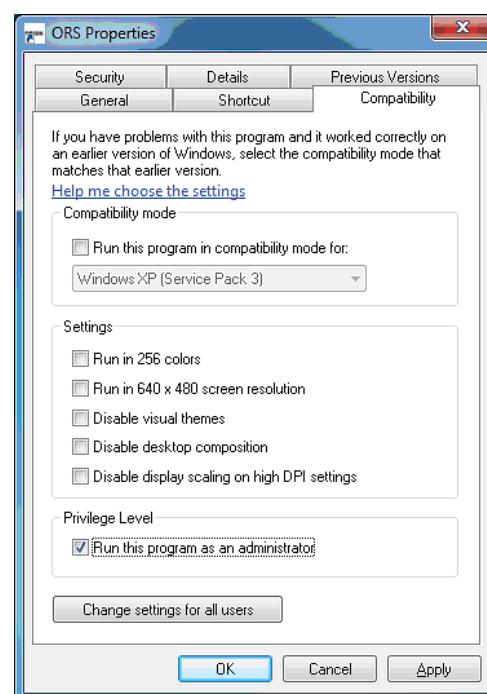 ORS Properties
Security
Details
Previous Versions
General
Shortcut
Compatibility
If you have problems with this program and it worked correctly on
an earlier version of Windows, select the compatibility mode that
matches that earlier version.
Help me choose the settings
Compatibility mode
Run this program in compatibility mode for:
Windows XP (Service Pack 3)
Settings
Run in 256 colors
Run in 640 x 480 screen resolution
Disable visual themes
Disable desktop composition
Disable display scaling on high DPI settings
Privilege Level
Run this program as an administrator
Change settings for all users
OK
Cancel
Apply